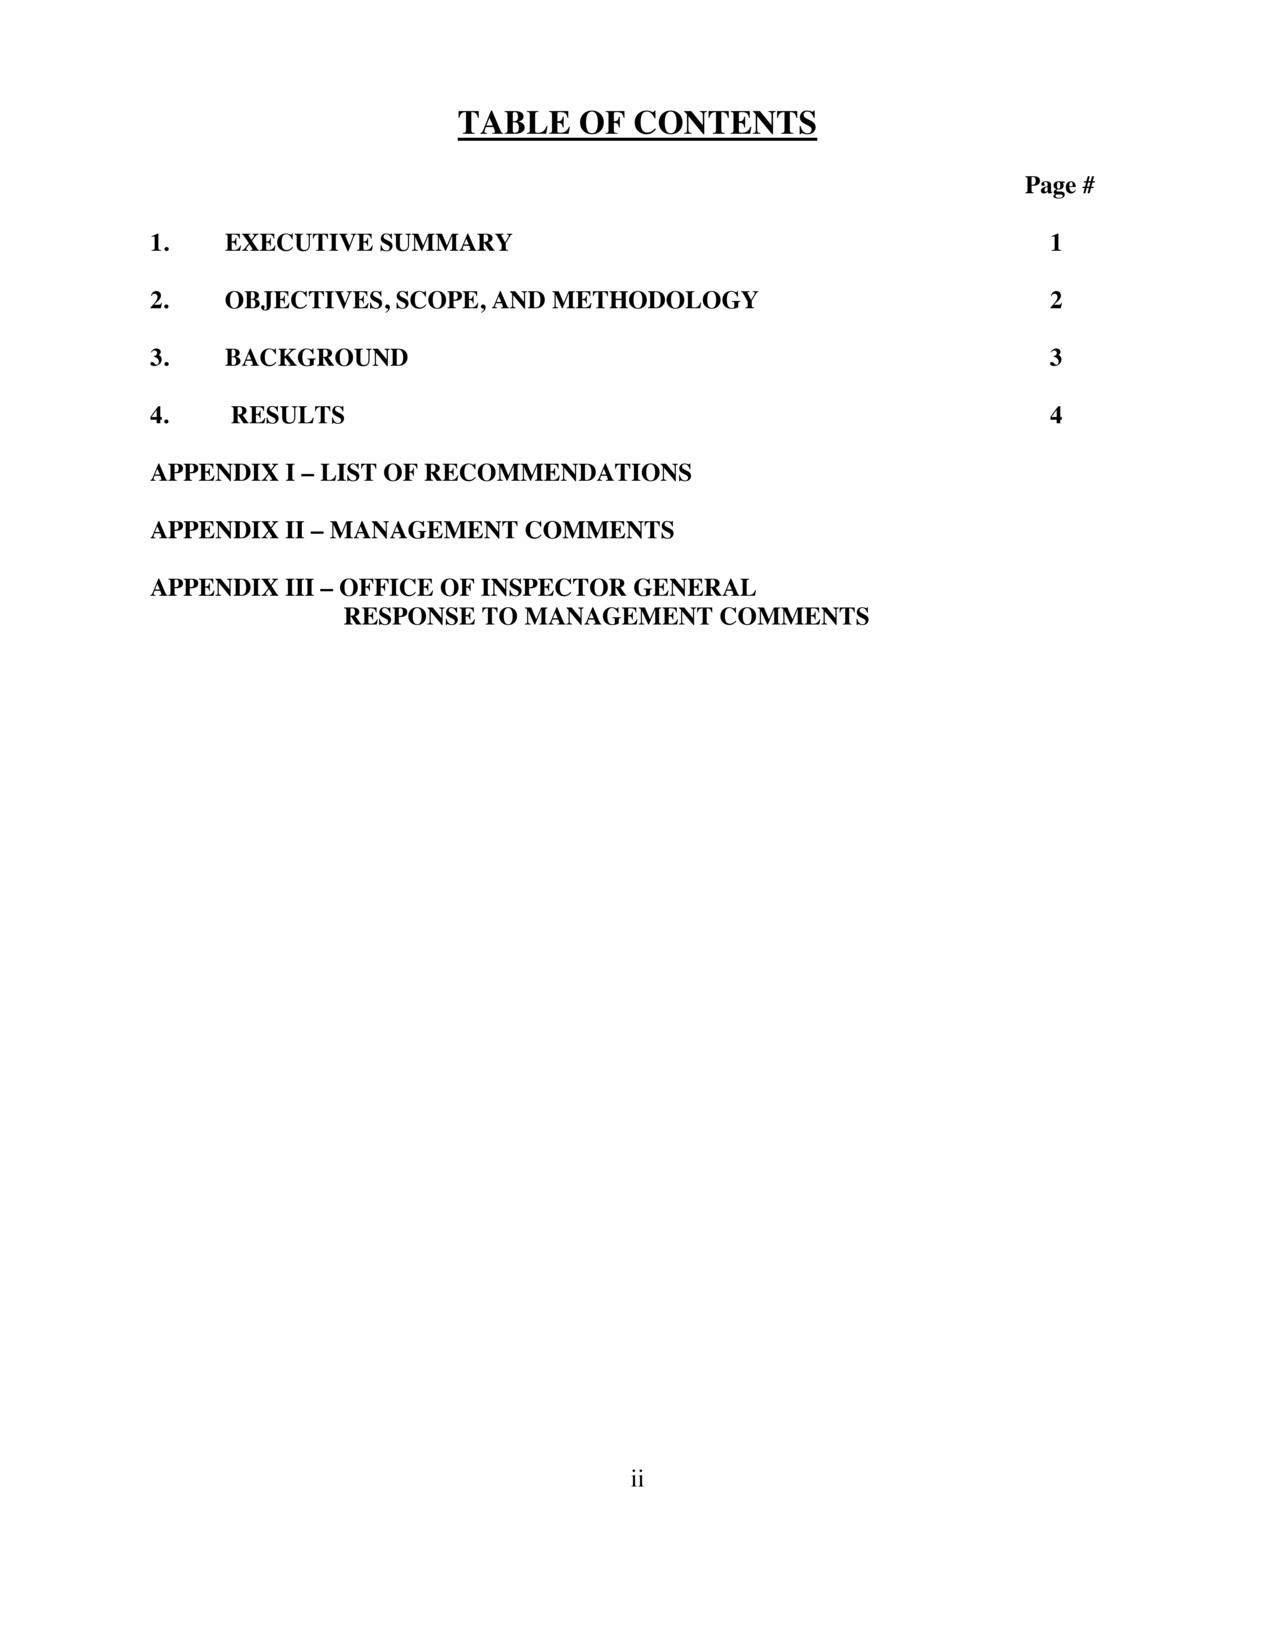 TABLE OF CONTENTS
Page #
1. EXECUTIVE SUMMARY 1
2. OBJECTIVES, SCOPE, AND METHODOLOGY 2
3. BACKGROUND 3
4. RESULTS 4
APPENDIX I – LIST OF RECOMMENDATIONS
APPENDIX II – MANAGEMENT COMMENTS
APPENDIX III – OFFICE OF INSPECTOR GENERAL
RESPONSE TO MANAGEMENT COMMENTS
ii